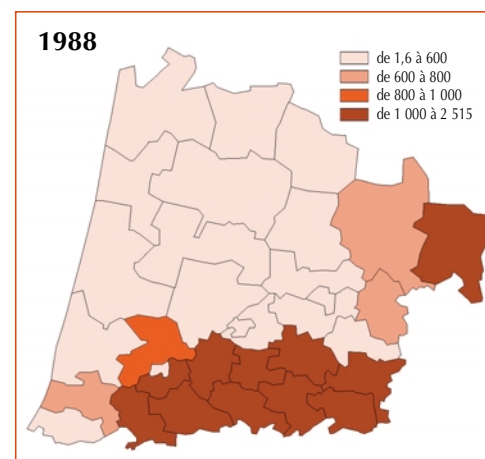 1988
de 1,6 à 600
de 600 à 800
de 800 à 1 000
de 1 000 à 2 515